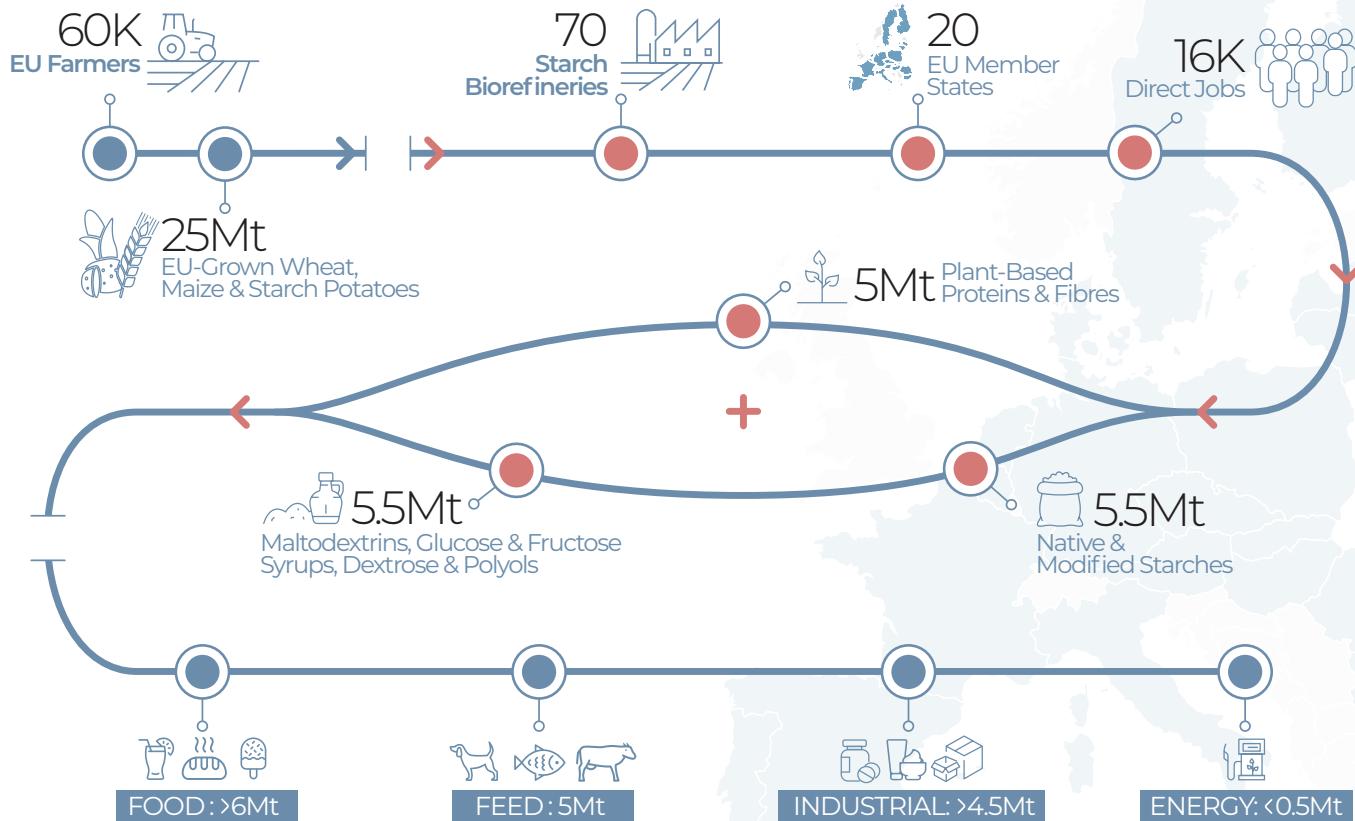 60K
EU Farmers
70
Starch
Biorefineries
20
EU Member
States
16K
Direct Jobs
25Mt
EU-Grown Wheat,
Maize & Starch Potatoes
5Mt
Plant-Based
Proteins & Fibres
5.5Mt
Maltodextrins, Glucose & Fructose
Syrups, Dextrose & Polyols
5.5Mt
Native &
Modified Starches
FOOD : >6Mt
FEED : 5Mt
INDUSTRIAL: >4.5Mt
ENERGY: <0.5Mt